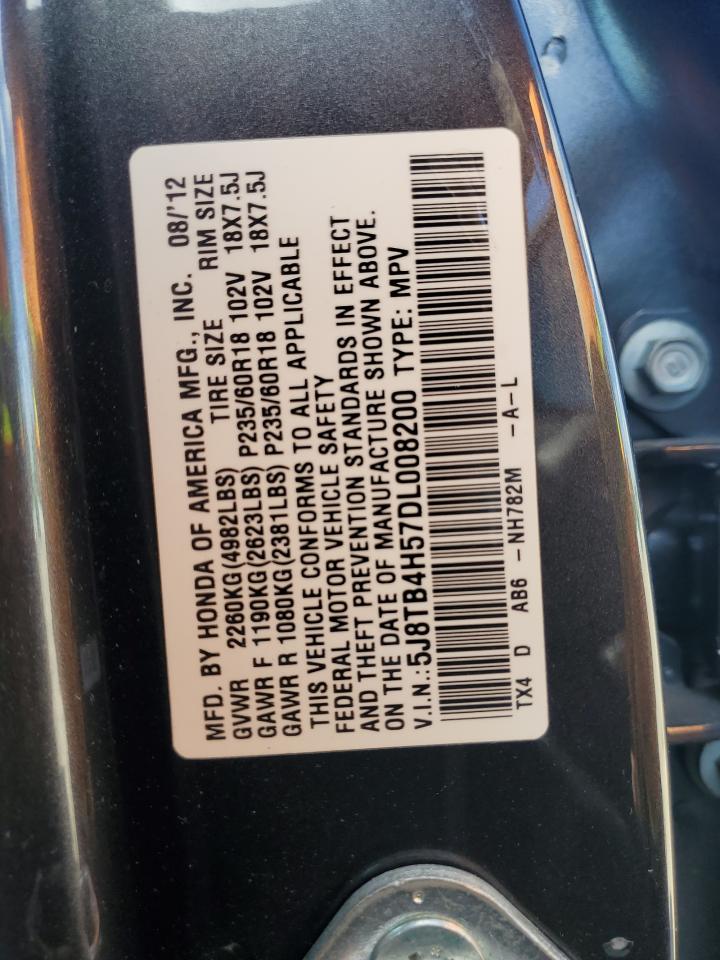 MFD. BY HONDA OF AMERICA MFG., INC. 08/'12
GVWR 2260KG(4982LBS) TIRE SIZE RIM SIZE
GAWR F 1190KG(2623LBS) P235/60R18 102V 18X7.5J
GAWR R 1080KG(2381LBS) P235/60R18 102V 18X7.5J
THIS VEHICLE CONFORMS TO ALL APPLICABLE
FEDERAL MOTOR VEHICLE SAFETY
AND THEFT PREVENTION STANDARDS IN EFFECT
ON THE DATE OF MANUFACTURE SHOWN ABOVE.
V.I.N.:5J8TB4H57DL008200 TYPE: MPV
TX4 D AB6 -NH782M -A-L